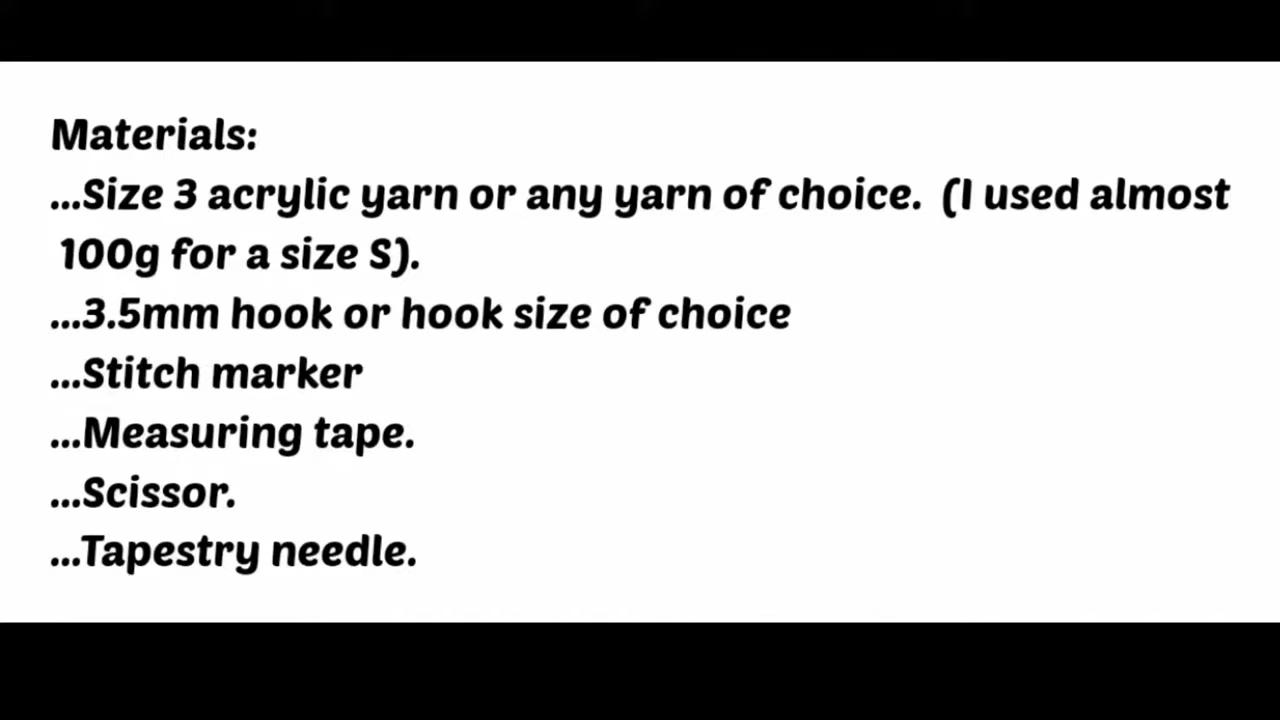 Materials:
...Size 3 acrylic yarn or any yarn of choice.  (I used almost
100g for a size S).
...3.5mm hook or hook size of choice
...Stitch marker
...Measuring tape.
...Scissor.
...Tapestry needle.